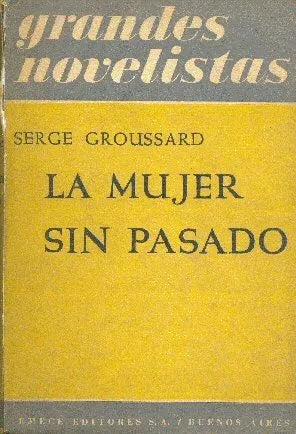 grandes
novelistas
SERGE GROUSSARD
LA MUJER
SIN PASADO
EMECE EDITORES S.A. / BUENOS AIRES